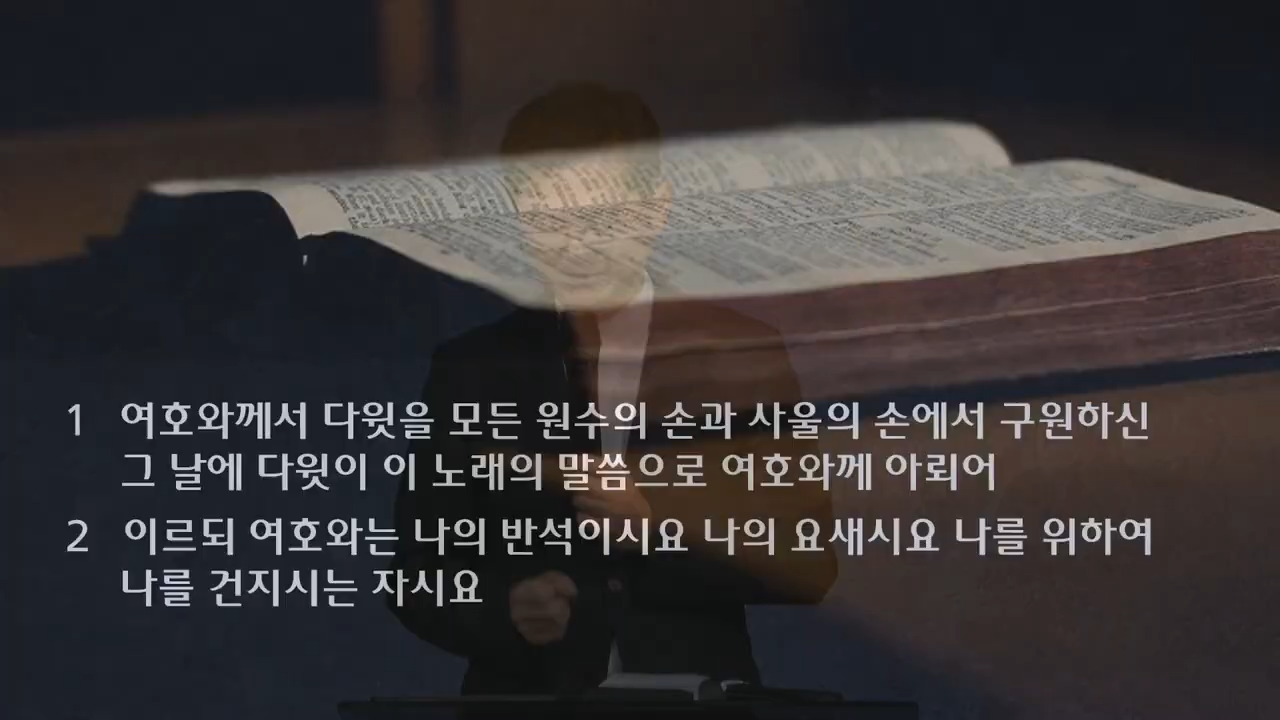 1 여호와께서 다윗을 모든 원수의 손과 사울의 손에서 구원하신
그 날에 다윗이 이 노래의 말씀으로 여호와께 아뢰어
2 이르되 여호와는 나의 반석이시요 나의 요새시요 나를 위하여
나를 건지시는 자시요